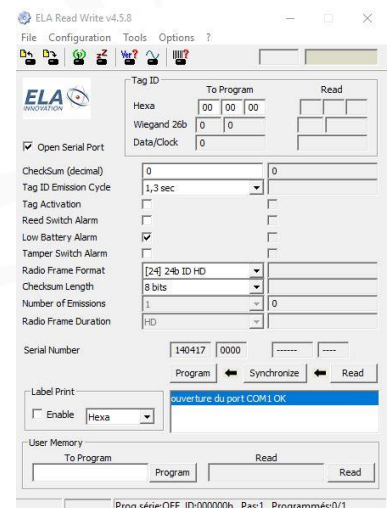 ELA Read Write v4.5.8
File Configuration Tools Options ?
Ver?
ELA
INNOVATION
Tag ID
To Program Read
Hexa 00 00 00
Wiegand 26b 0 0
Data/Clock 0
Open Serial Port
CheckSum (decimal) 0 0
Tag ID Emission Cycle 1,3 sec
Tag Activation
Reed Switch Alarm
Low Battery Alarm
Tamper Switch Alarm
Radio Frame Format [24] 24b ID HD
Checksum Length 8 bits
Number of Emissions 1 0
Radio Frame Duration HD
Serial Number 140417 0000 ------ ----
Program Synchronize Read
Label Print
Enable Hexa
ouverture du port COM1 OK
User Memory
To Program Read
Program Read
Prog série:OFF ID:000000h Pas:1 Programmés:0/1